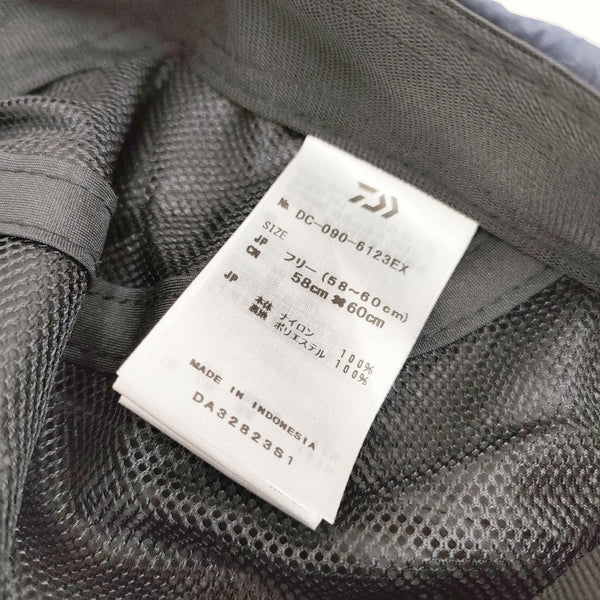 № DC-090-6123EX
SIZE
JP フリー (58~60cm)
CN 58cm ж 60cm
JP 本体 ナイロン 100%
裏地 ポリエステル 100%
MADE IN INDONESIA
DA32823S1